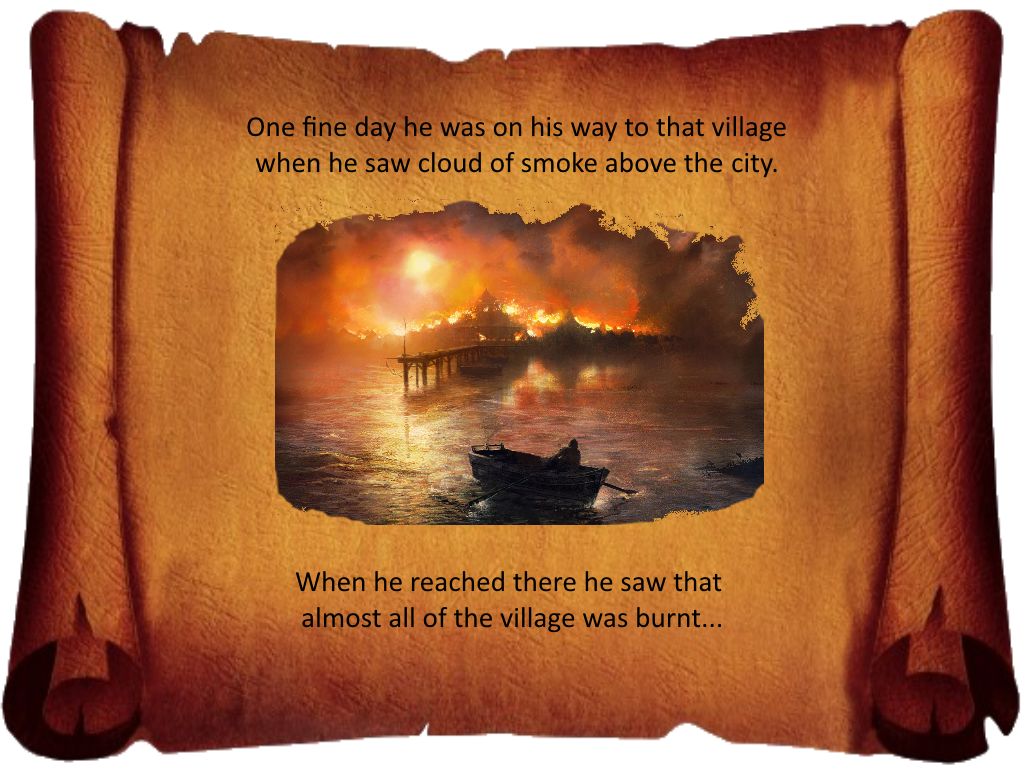 One fine day he was on his way to that village
when he saw cloud of smoke above the city.
When he reached there he saw that
almost all of the village was burnt...